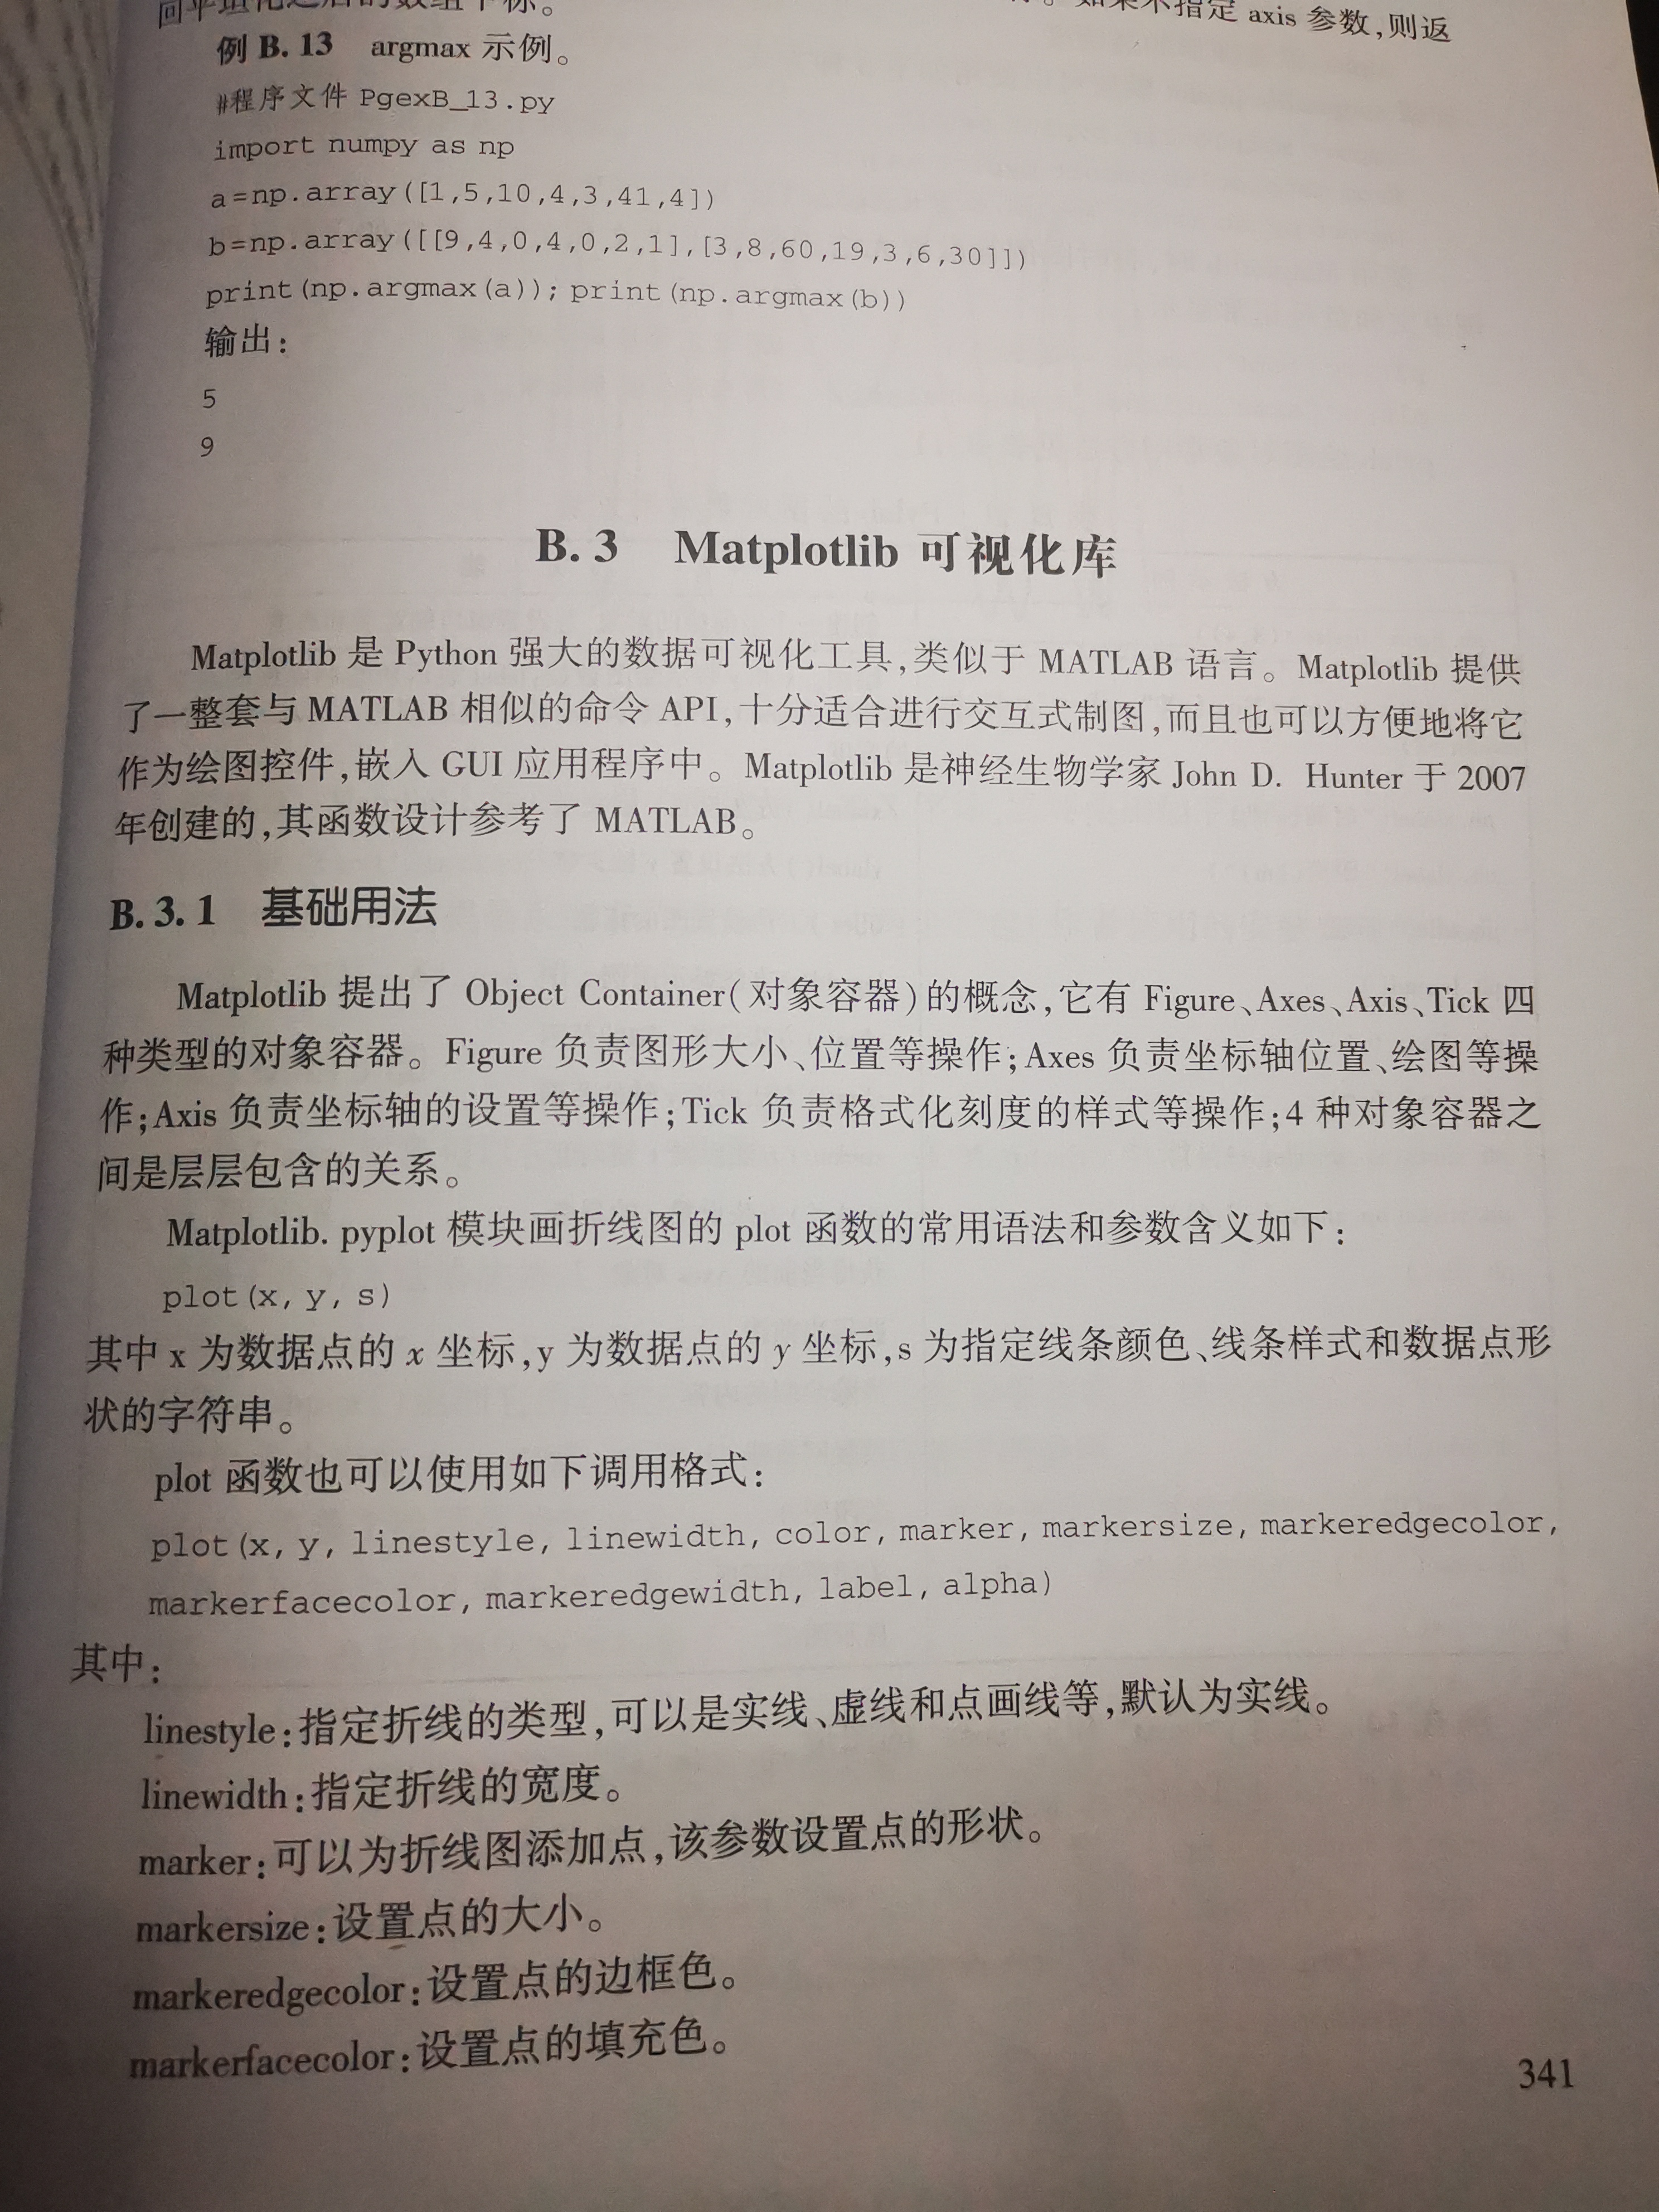 回平坦化之后的数组下标。 如果不指定 axis 参数,则返
例 B.13 argmax 示例。
#程序文件 PgexB_13.py
import numpy as np
a=np.array([1,5,10,4,3,41,4])
b=np.array([[9,4,0,4,0,2,1],[3,8,60,19,3,6,30]])
print(np.argmax(a)); print(np.argmax(b))
输出:
5
9
B.3 Matplotlib 可视化库
Matplotlib 是 Python 强大的数据可视化工具,类似于 MATLAB 语言。Matplotlib 提供
了一整套与 MATLAB 相似的命令 API,十分适合进行交互式制图,而且也可以方便地将它
作为绘图控件,嵌入 GUI 应用程序中。Matplotlib 是神经生物学家 John D. Hunter 于 2007
年创建的,其函数设计参考了 MATLAB。
B.3.1 基础用法
Matplotlib 提出了 Object Container(对象容器)的概念,它有 Figure、Axes、Axis、Tick 四
种类型的对象容器。Figure 负责图形大小、位置等操作;Axes 负责坐标轴位置、绘图等操
作;Axis 负责坐标轴的设置等操作;Tick 负责格式化刻度的样式等操作;4 种对象容器之
间是层层包含的关系。
Matplotlib. pyplot 模块画折线图的 plot 函数的常用语法和参数含义如下:
plot(x, y, s)
其中 x 为数据点的 x 坐标,y 为数据点的 y 坐标,s 为指定线条颜色、线条样式和数据点形
状的字符串。
plot 函数也可以使用如下调用格式:
plot(x, y, linestyle, linewidth, color, marker, markersize, markeredgecolor,
markerfacecolor, markeredgewidth, label, alpha)
其中:
linestyle:指定折线的类型,可以是实线、虚线和点画线等,默认为实线。
linewidth:指定折线的宽度。
marker:可以为折线图添加点,该参数设置点的形状。
markersize:设置点的大小。
markeredgecolor:设置点的边框色。
markerfacecolor:设置点的填充色。
341